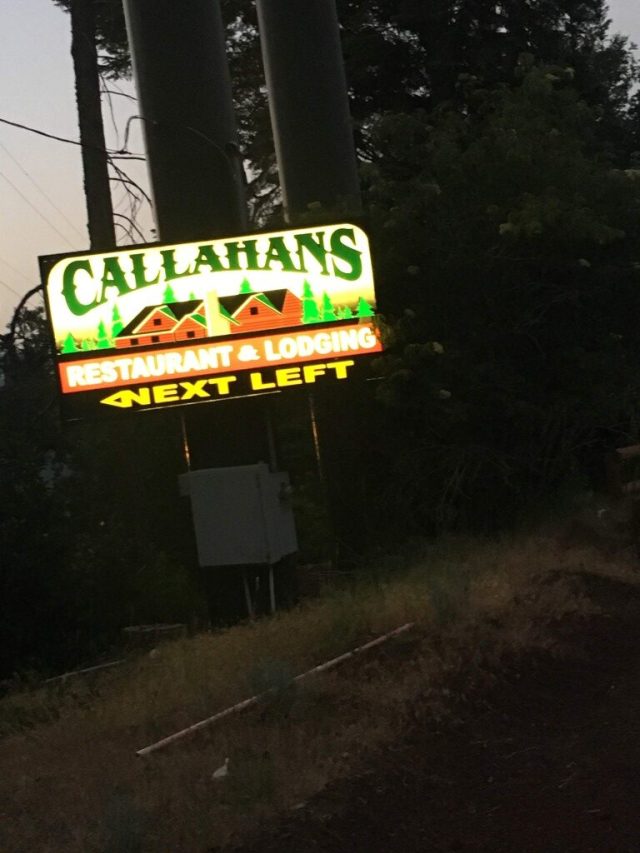 CALLAHANS
RESTAURANT & LODGING
NEXT LEFT